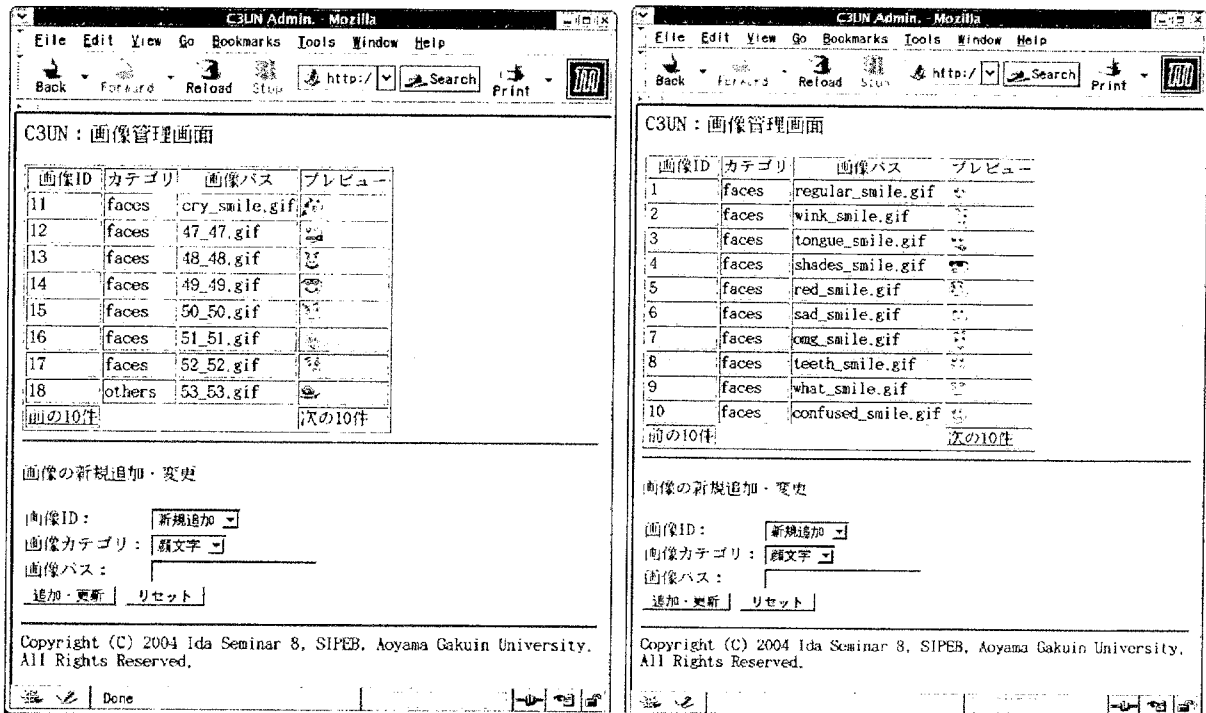 C3UN Admin. - Mozilla
File Edit View Go Bookmarks Tools Window Help
Back Forward Reload Stop http:/ Search Print
C3UN : 画像管理画面
画像ID カテゴリ 画像パス プレビュー
11 faces cry_smile.gif
12 faces 47_47.gif
13 faces 48_48.gif
14 faces 49_49.gif
15 faces 50_50.gif
16 faces 51_51.gif
17 faces 52_52.gif
18 others 53_53.gif
前の10件 次の10件
画像の新規追加・変更
画像ID : 新規追加
画像カテゴリ : 顔文字
画像パス :
追加・更新 リセット
Copyright (C) 2004 Ida Seminar 8, SIPEB, Aoyama Gakuin University.
All Rights Reserved.
Done
C3UN Admin. - Mozilla
File Edit View Go Bookmarks Tools Window Help
Back Forward Reload Stop http:/ Search Print
C3UN : 画像管理画面
画像ID カテゴリ 画像パス プレビュー
1 faces regular_smile.gif
2 faces wink_smile.gif
3 faces tongue_smile.gif
4 faces shades_smile.gif
5 faces red_smile.gif
6 faces sad_smile.gif
7 faces omg_smile.gif
8 faces teeth_smile.gif
9 faces what_smile.gif
10 faces confused_smile.gif
前の10件 次の10件
画像の新規追加・変更
画像ID : 新規追加
画像カテゴリ : 顔文字
画像パス :
追加・更新 リセット
Copyright (C) 2004 Ida Seminar 8, SIPEB, Aoyama Gakuin University.
All Rights Reserved.